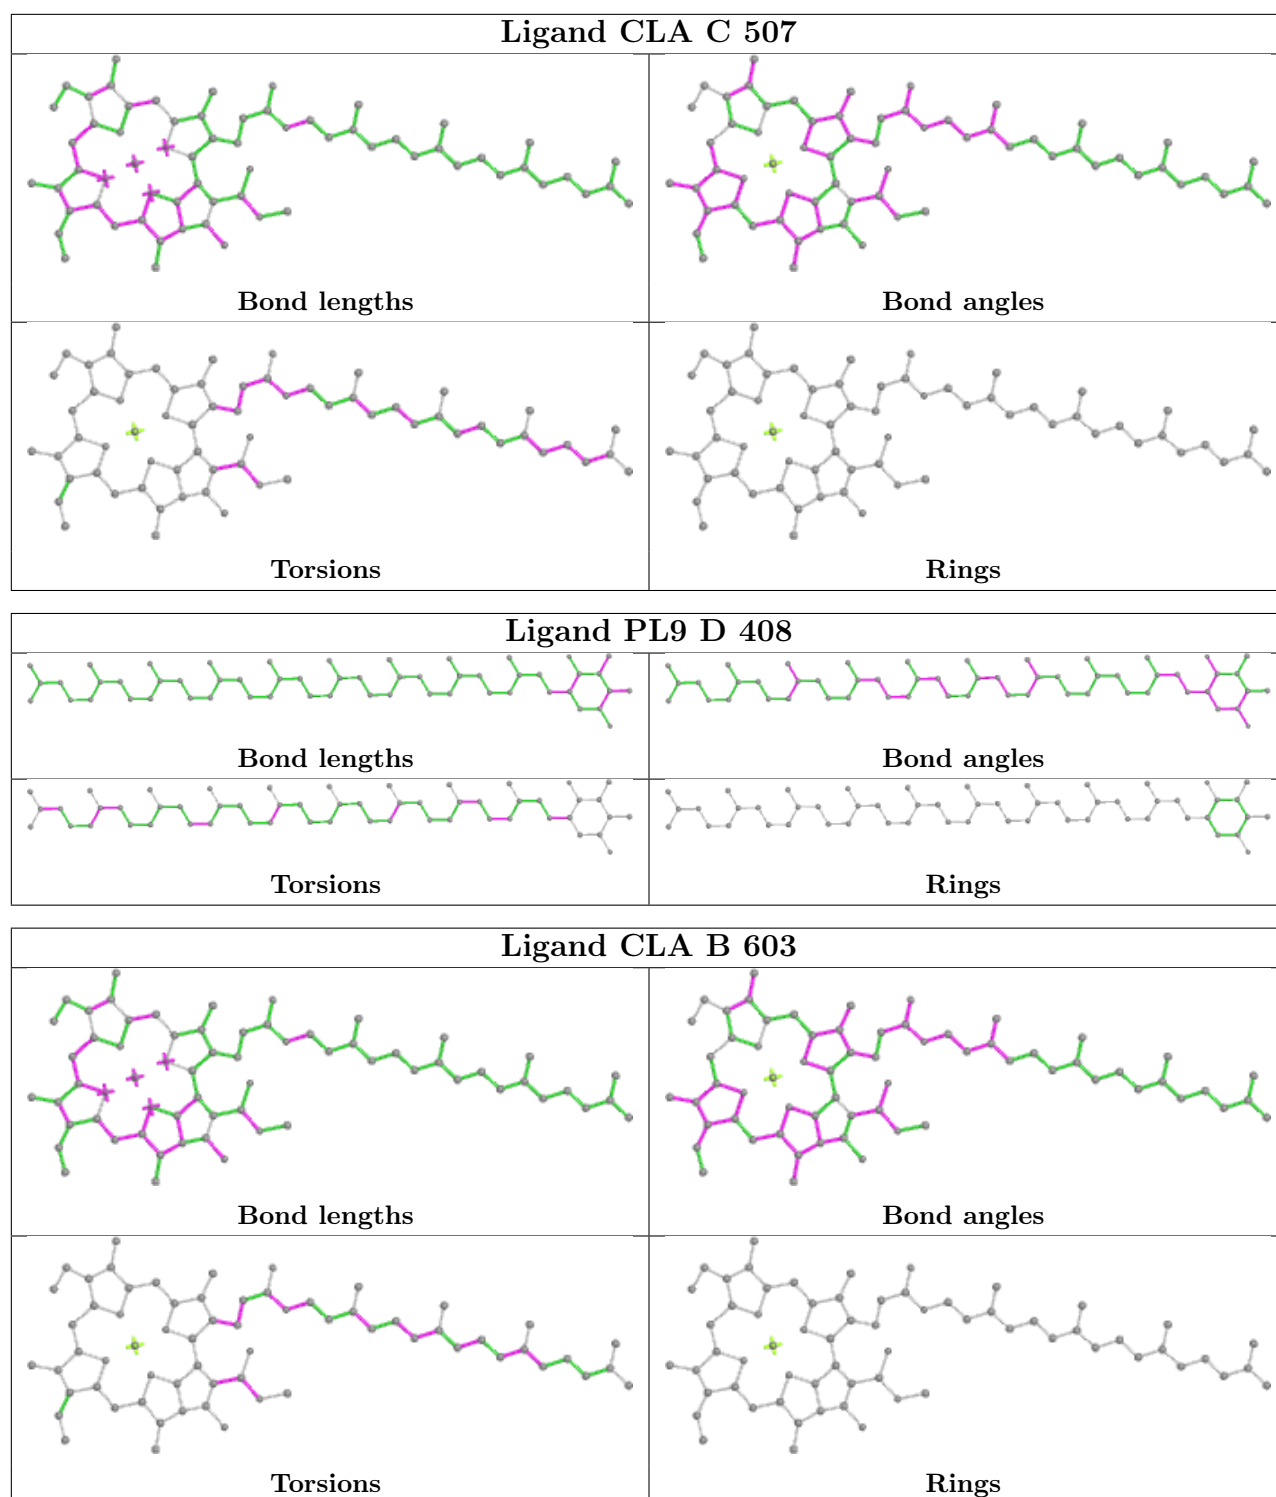 Ligand CLA C 507
Bond lengths
Bond angles
Torsions
Rings
Ligand PL9 D 408
Bond lengths
Bond angles
Torsions
Rings
Ligand CLA B 603
Bond lengths
Bond angles
Torsions
Rings